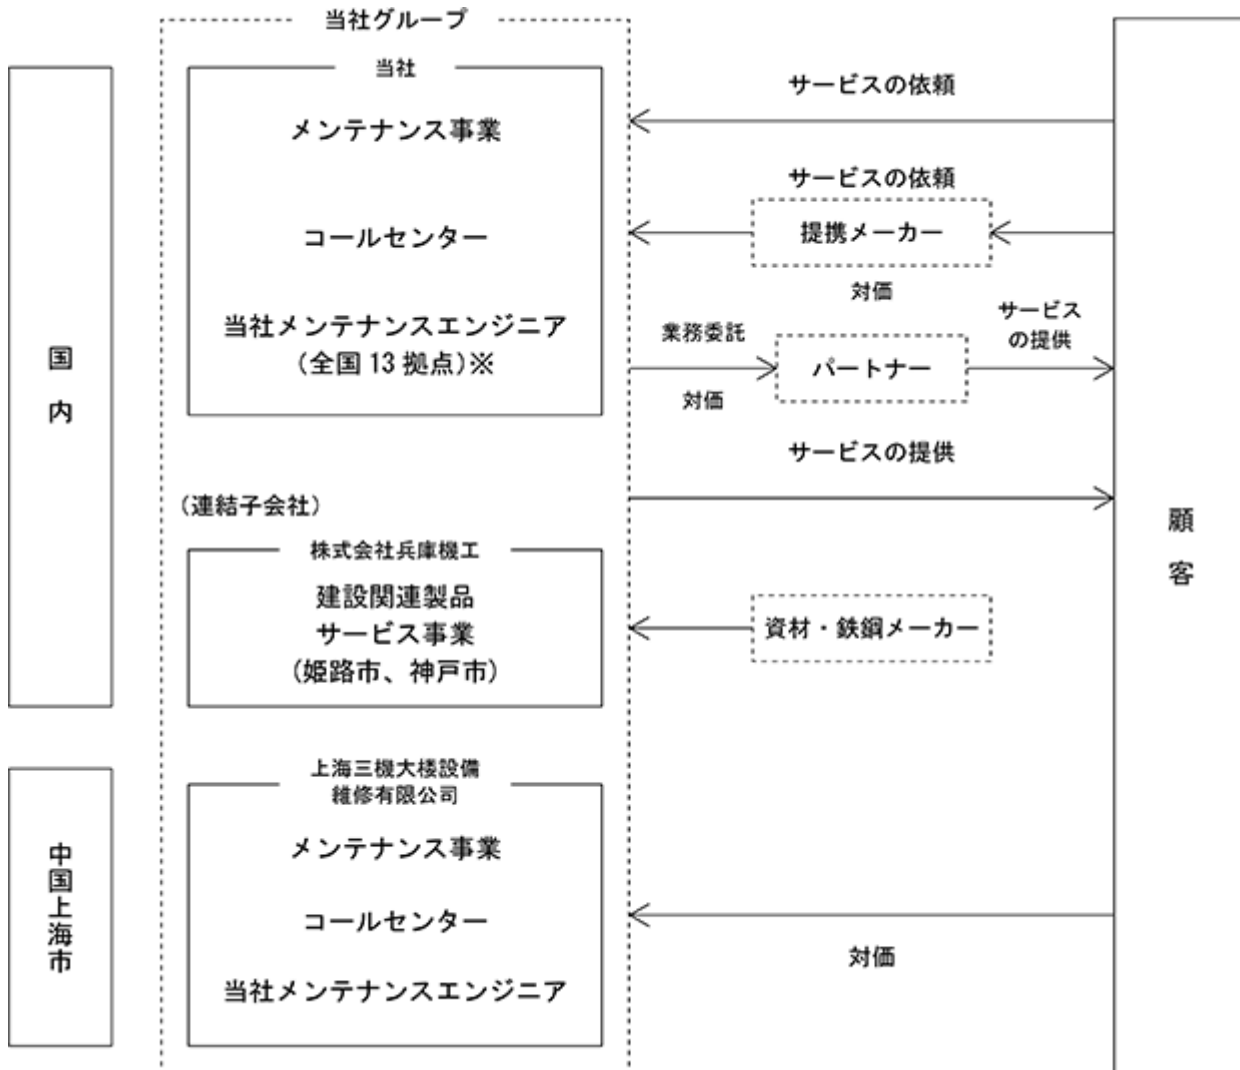 当社グループ
当社
メンテナンス事業
コールセンター
当社メンテナンスエンジニア
(全国 13 拠点)※
国
内
(連結子会社)
株式会社兵庫機工
建設関連製品
サービス事業
(姫路市、神戸市)
上海三機大楼設備
維修有限公司
メンテナンス事業
コールセンター
当社メンテナンスエンジニア
中
国
上
海
市
サービスの依頼
サービスの依頼
提携メーカー
対価
業務委託
対価
パートナー
サービス
の提供
サービスの提供
資材・鉄鋼メーカー
対価
顧
客